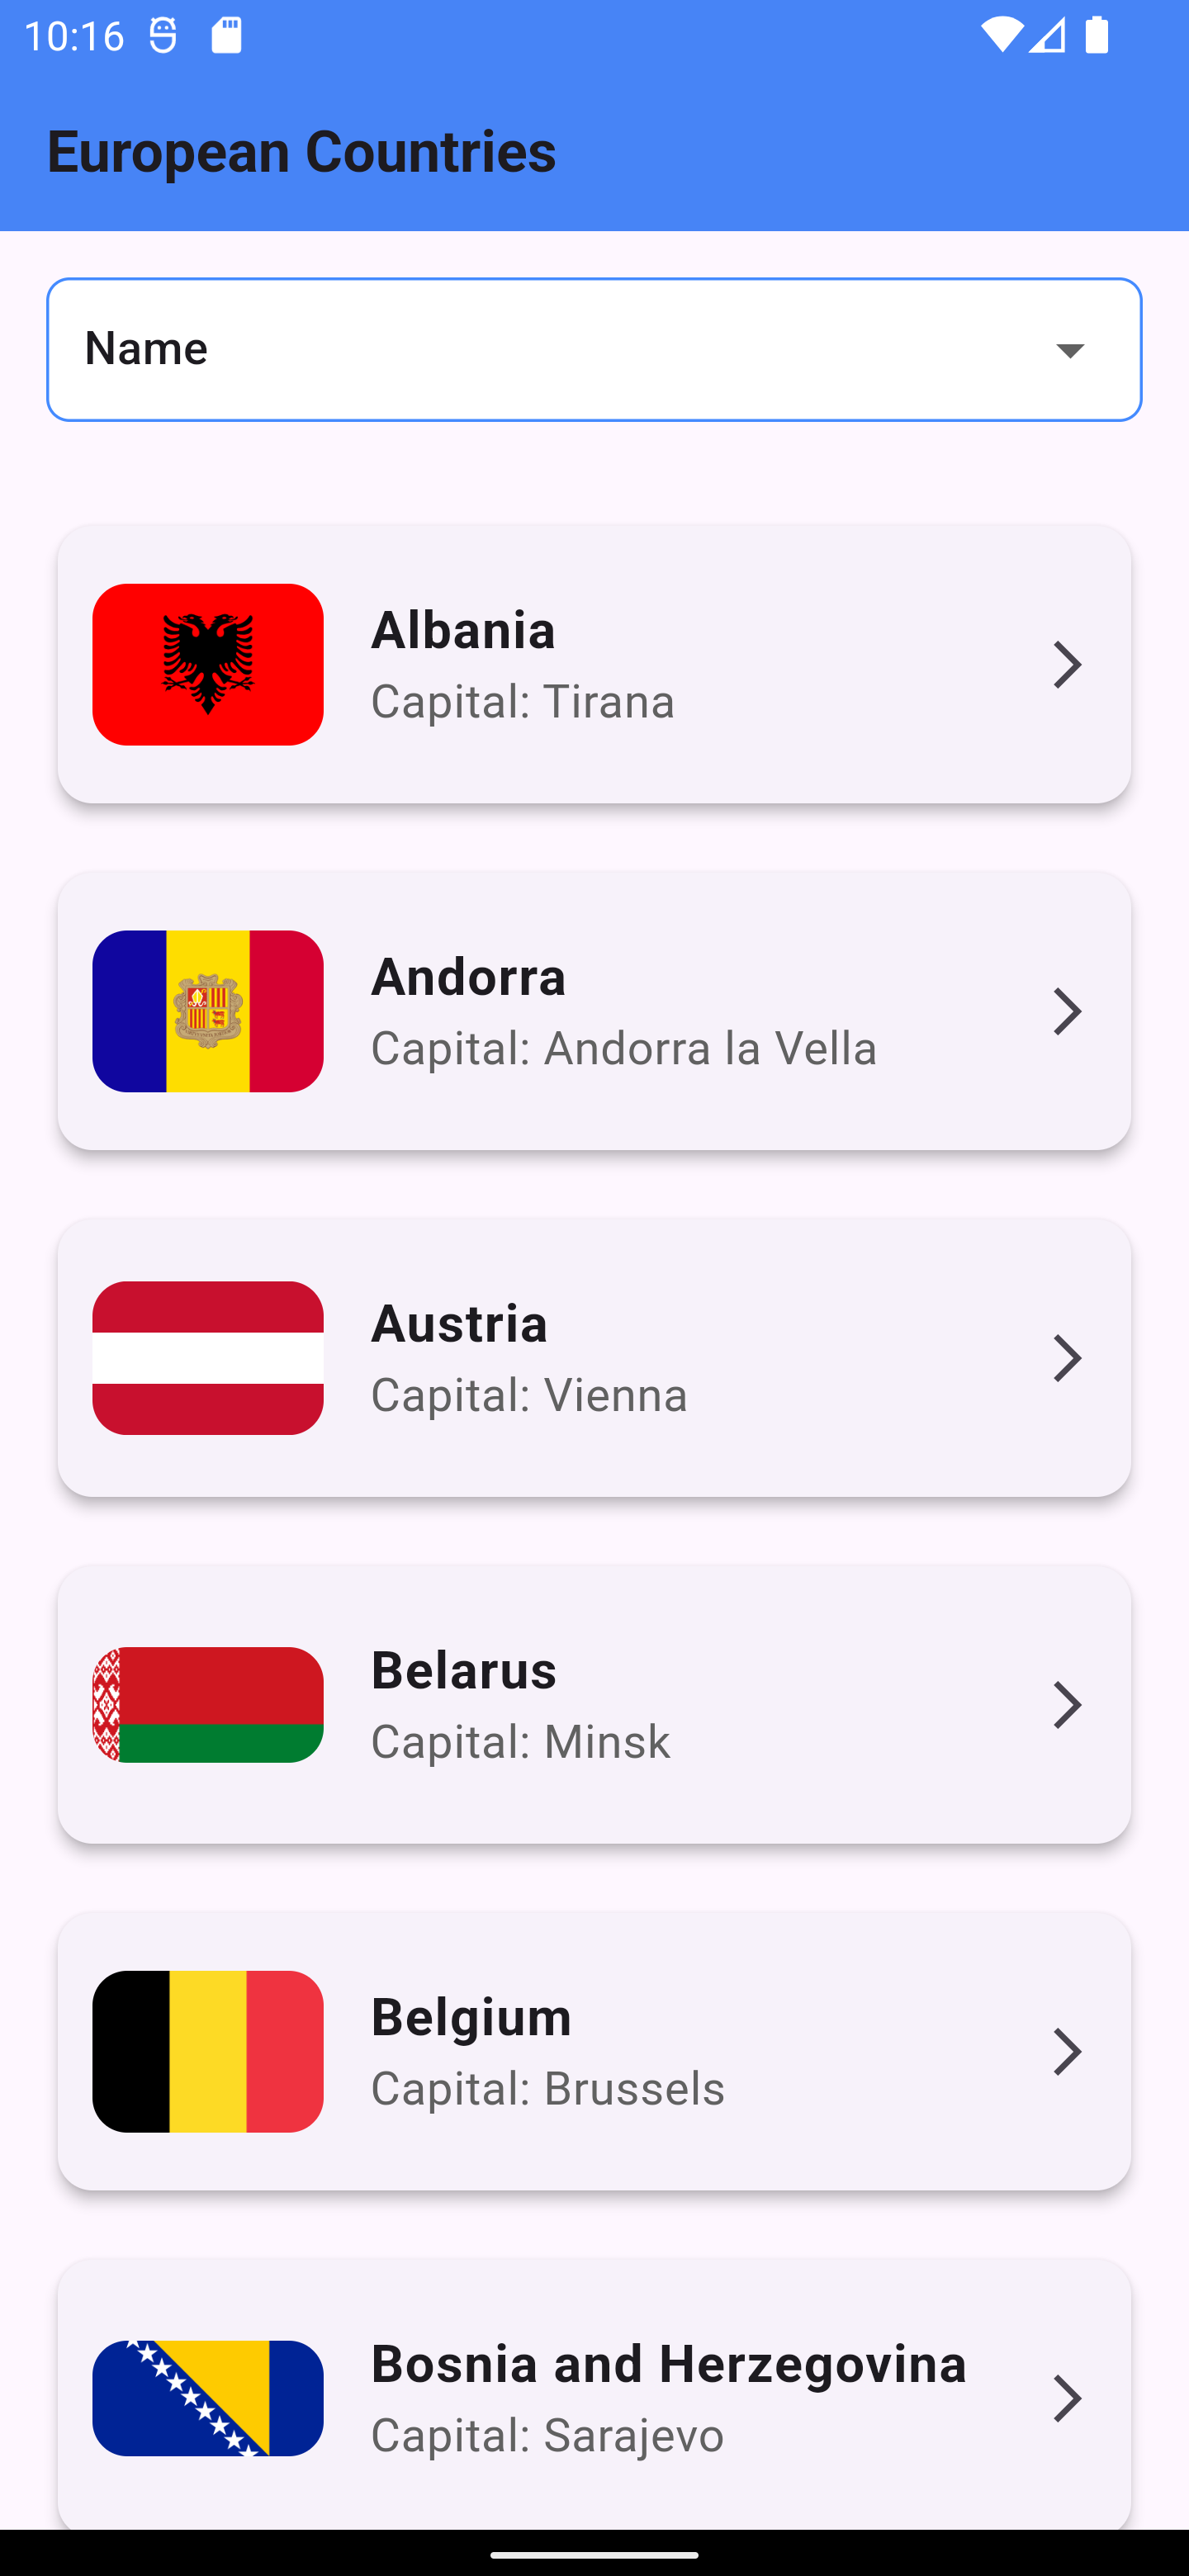 10:16
European Countries
Name
Albania
Capital: Tirana
Andorra
Capital: Andorra la Vella
Austria
Capital: Vienna
Belarus
Capital: Minsk
Belgium
Capital: Brussels
Bosnia and Herzegovina
Capital: Sarajevo